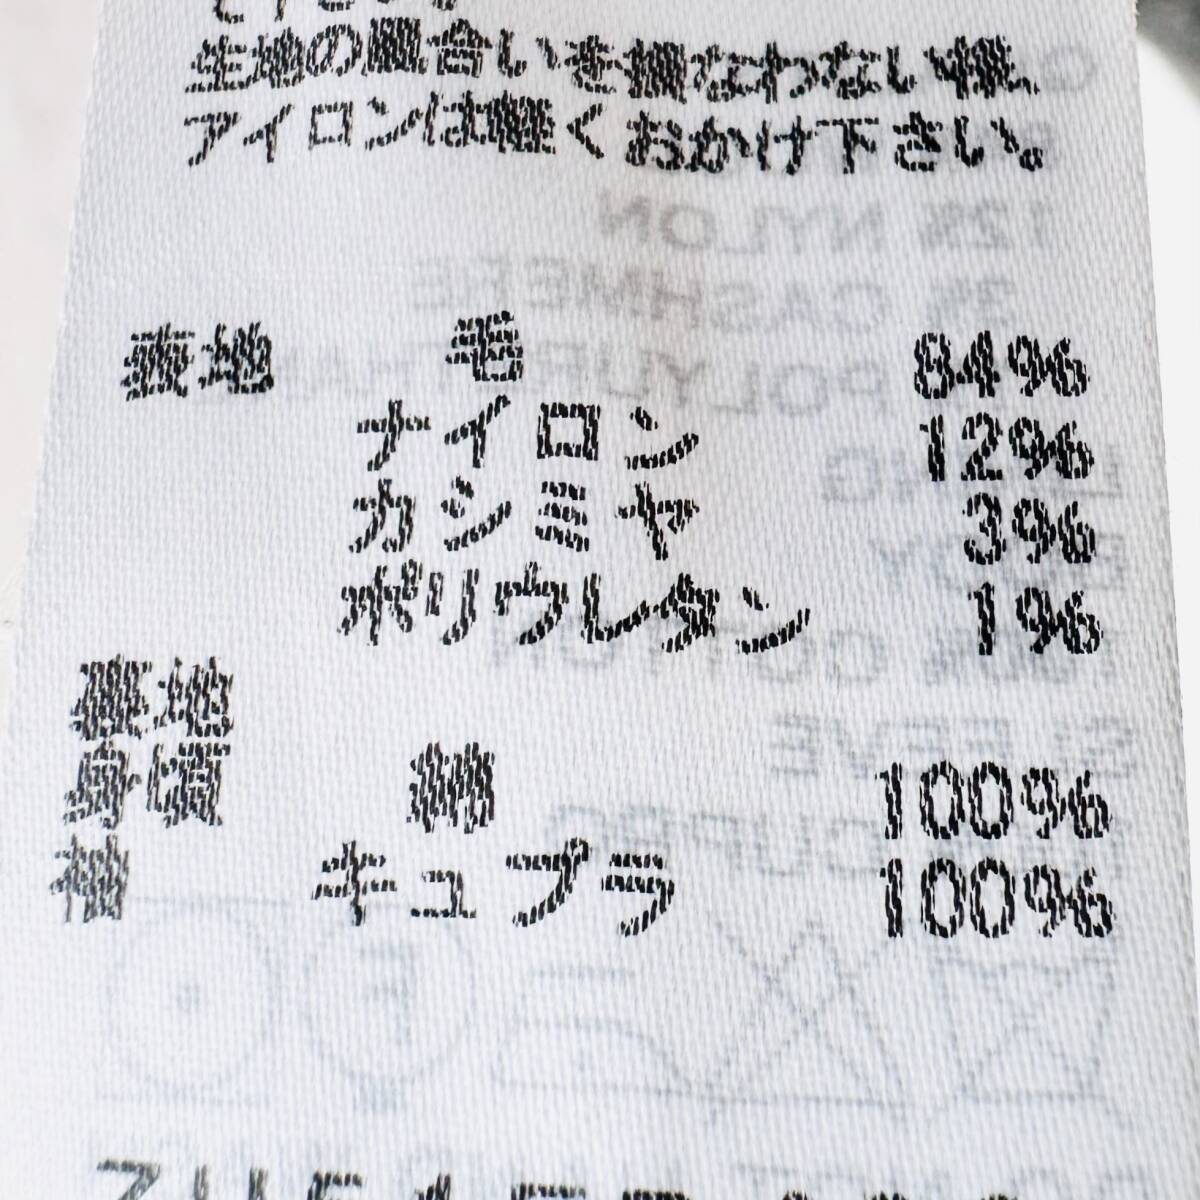 生地の風合いを損なわない様、
アイロンは軽くおかけ下さい。
表地 毛 84%
ナイロン 12%
カシミヤ 3%
ポリウレタン 1%
裏地
身頃 綿 100%
袖 キュプラ 100%